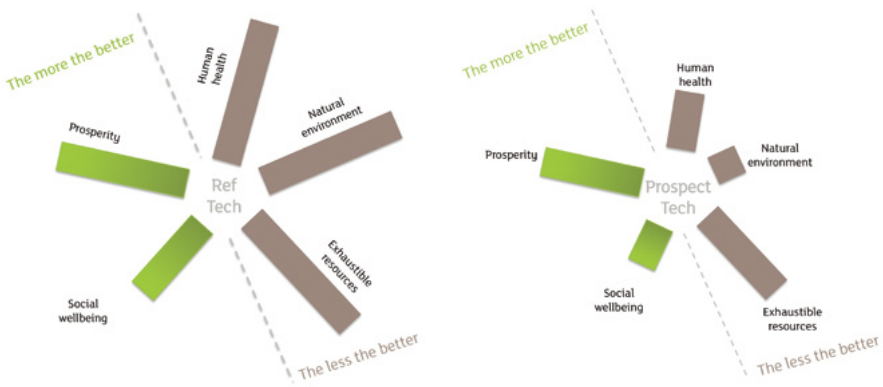 The more the better
Human
health
Natural
environment
Prosperity
Ref
Tech
Exhaustible
resources
Social
wellbeing
The less the better
The more the better
Human
health
Natural
environment
Prosperity
Prospect
Tech
Social
wellbeing
Exhaustible
resources
The less the better